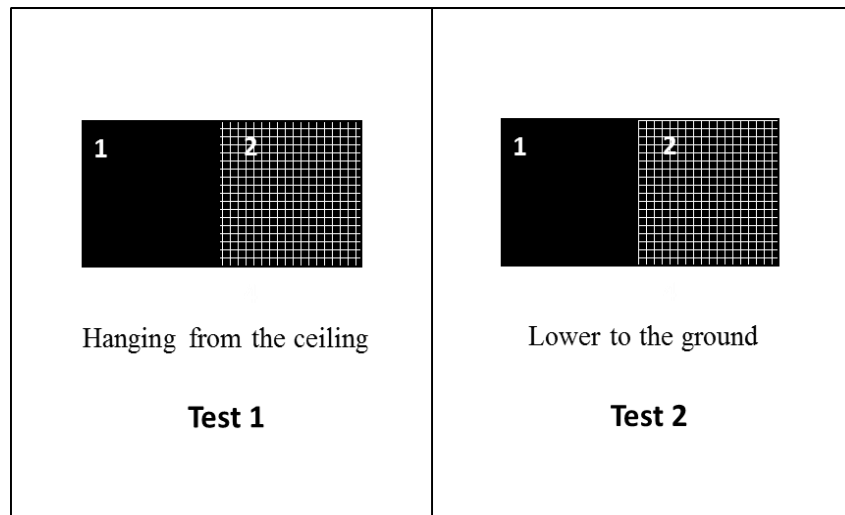 1 2
Hanging from the ceiling
Test 1
1 2
Lower to the ground
Test 2